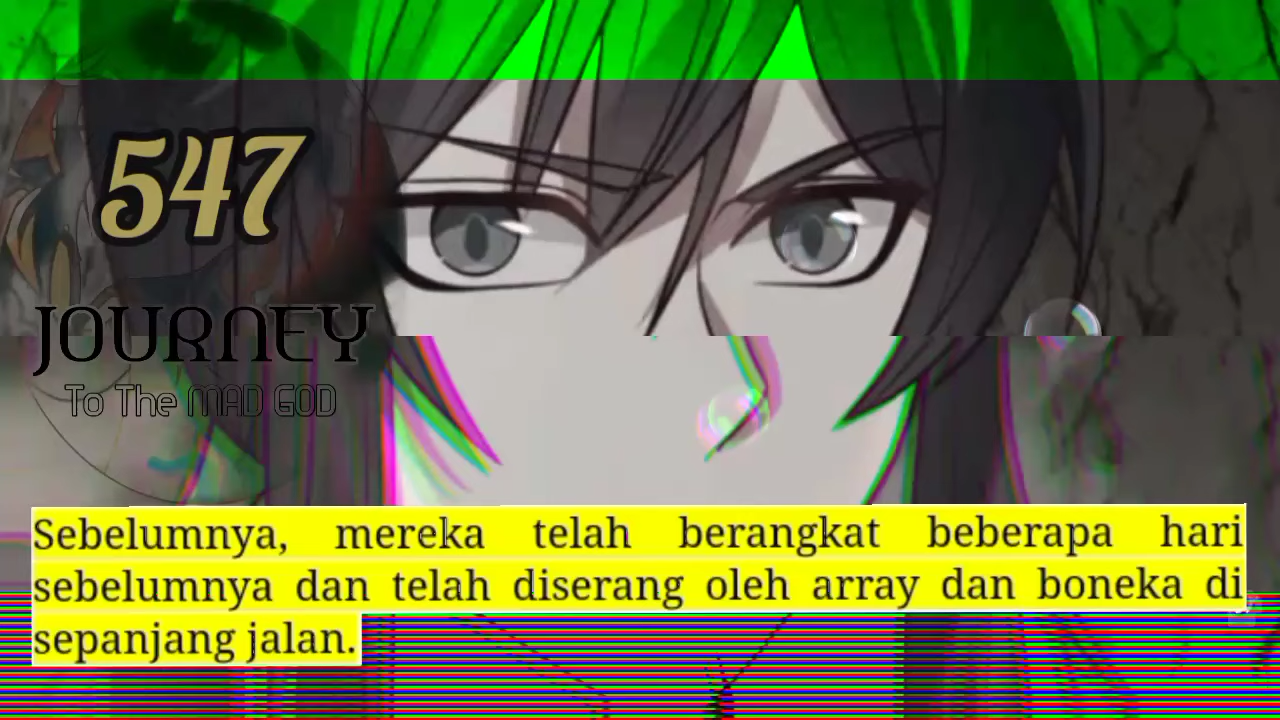 547
JOURNEY
To The MAD GOD
Sebelumnya, mereka telah berangkat beberapa hari
sebelumnya dan telah diserang oleh array dan boneka di
sepanjang jalan.